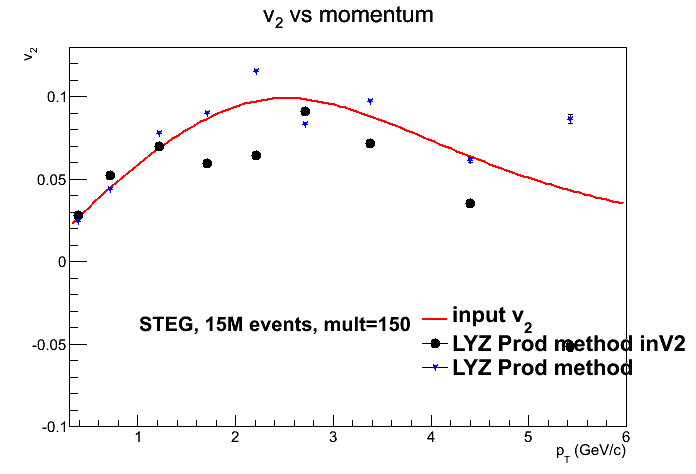 v2 vs momentum
v2
0.1
0.05
0
-0.05
-0.1
STEG, 15M events, mult=150
input v2
LYZ Prod method inV2
LYZ Prod method
1 2 3 4 5 6
pT (GeV/c)